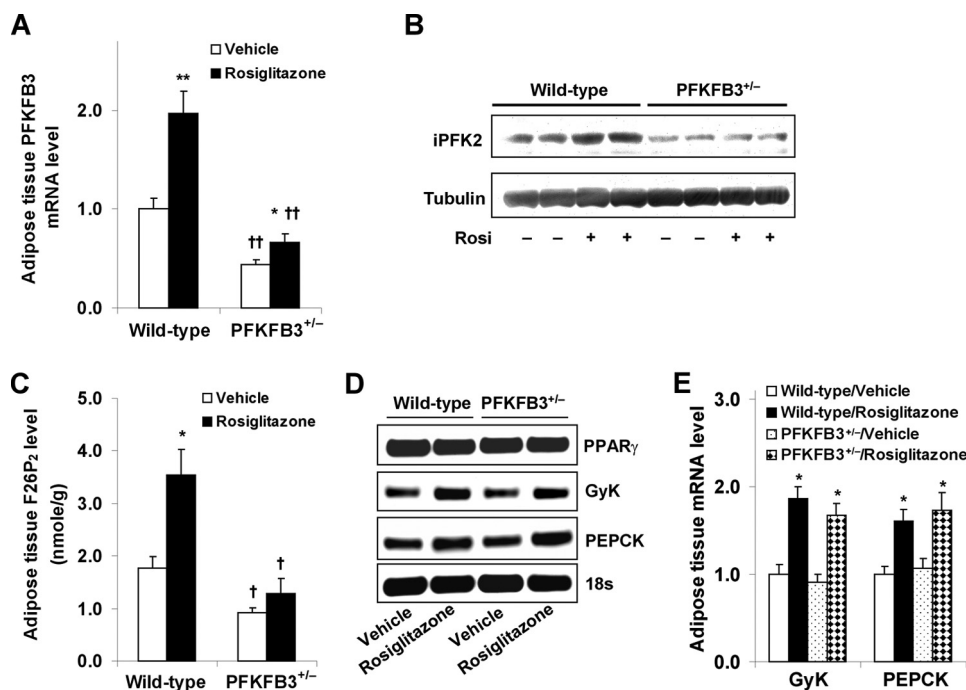 A
Adipose tissue PFKFB3
mRNA level
Vehicle
Rosiglitazone
2.0
1.0
0.0
**
††
* ††
Wild-type PFKFB3+/–
B
Wild-type PFKFB3+/–
iPFK2
Tubulin
Rosi – – + + – – + +
C
Adipose tissue F26P2 level
(nmole/g)
Vehicle
Rosiglitazone
5.0
4.0
3.0
2.0
1.0
0.0
*
†
†
Wild-type PFKFB3+/–
D
Wild-type PFKFB3+/–
PPARγ
GyK
PEPCK
18s
Vehicle
Rosiglitazone
Vehicle
Rosiglitazone
E
Adipose tissue mRNA level
Wild-type/Vehicle
Wild-type/Rosiglitazone
PFKFB3+/–/Vehicle
PFKFB3+/–/Rosiglitazone
3.0
2.0
1.0
0.0
* * * *
GyK PEPCK